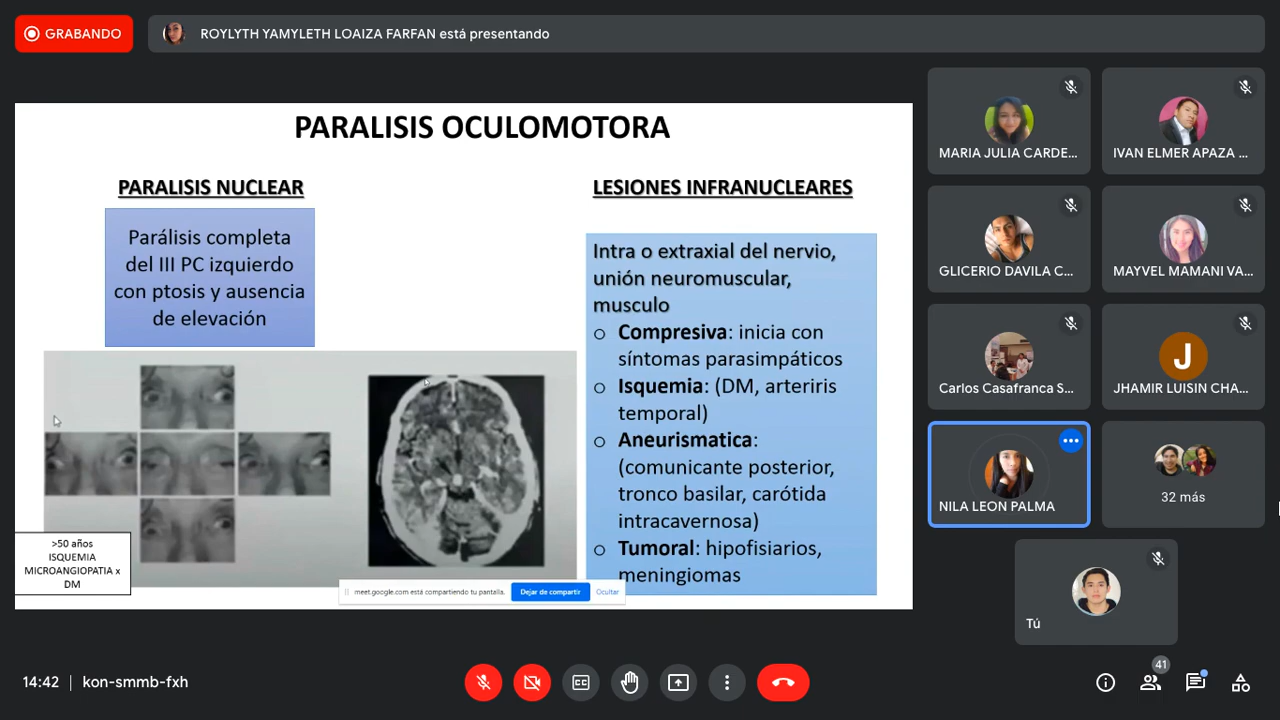 GRABANDO
ROYLYTH YAMYLETH LOAIZA FARFAN está presentando
PARALISIS OCULOMOTORA
PARALISIS NUCLEAR
Parálisis completa
del III PC izquierdo
con ptosis y ausencia
de elevación
>50 años
ISQUEMIA
MICROANGIOPATIA x
DM
LESIONES INFRANUCLEARES
Intra o extraxial del nervio,
unión neuromuscular,
musculo
o Compresiva: inicia con
síntomas parasimpáticos
o Isquemia: (DM, arteriris
temporal)
o Aneurismatica:
(comunicante posterior,
tronco basilar, carótida
intracavernosa)
o Tumoral: hipofisiarios,
meningiomas
meet.google.com está compartiendo tu pantalla.
Dejar de compartir
Ocultar
MARIA JULIA CARDE...
IVAN ELMER APAZA ...
GLICERIO DAVILA C...
MAYVEL MAMANI VA...
Carlos Casafranca S...
J
JHAMIR LUISIN CHA...
NILA LEON PALMA
32 más
Tú
14:42 | kon-smmb-fxh
CC
41